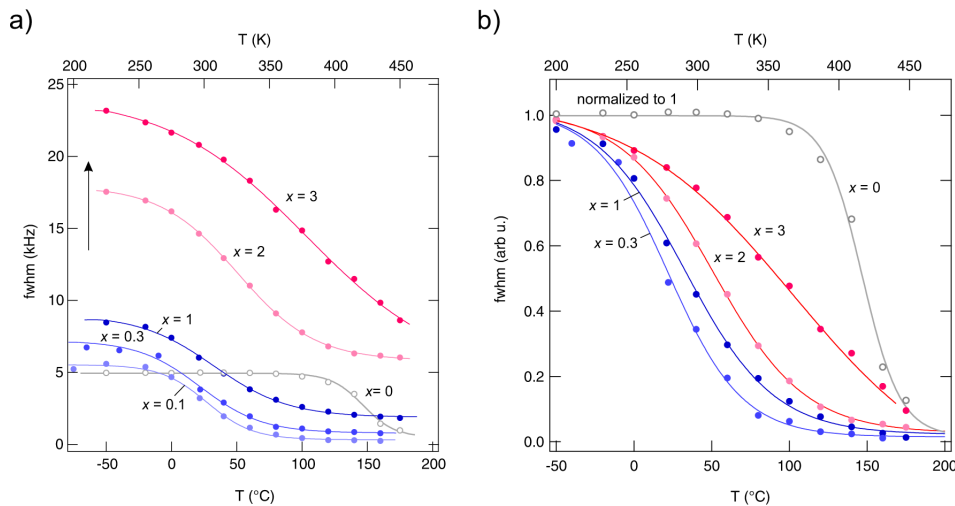 a)
T (K)
200 250 300 350 400 450
25
20
15
10
5
0
fwhm (kHz)
x = 3
x = 2
x = 1
x = 0.3
x = 0
x = 0.1
-50 0 50 100 150 200
T (°C)
b)
T (K)
200 250 300 350 400 450
normalized to 1
1.0
0.8
0.6
0.4
0.2
0.0
fwhm (arb u.)
x = 0
x = 1
x = 3
x = 0.3
x = 2
-50 0 50 100 150 200
T (°C)